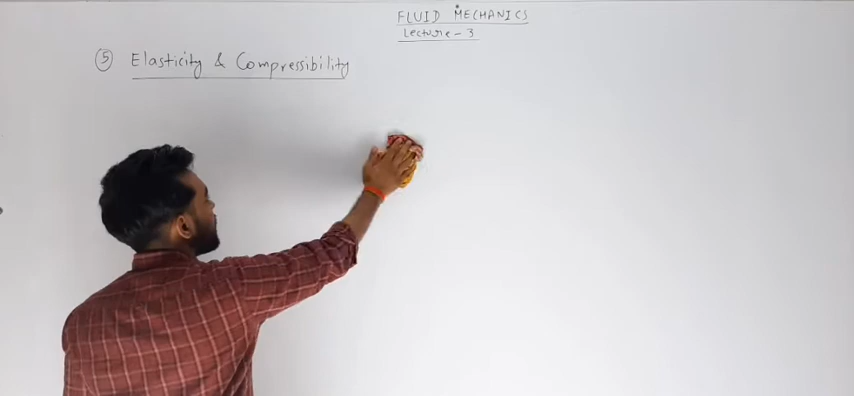 FLUID MECHANICS
Lecture - 3
⑤ Elasticity & Compressibility